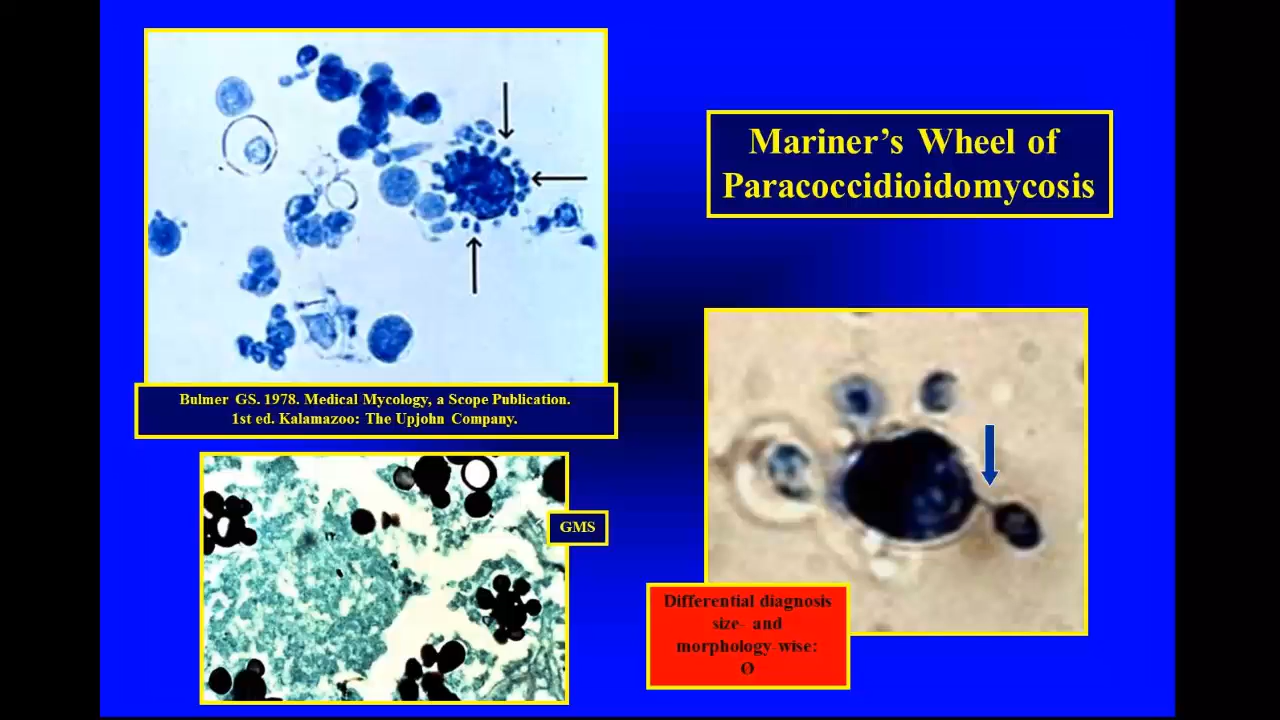 Mariner's Wheel of
Paracoccidioidomycosis
Bulmer GS. 1978. Medical Mycology, a Scope Publication.
1st ed. Kalamazoo: The Upjohn Company.
GMS
Differential diagnosis
size- and
morphology-wise:
Ø